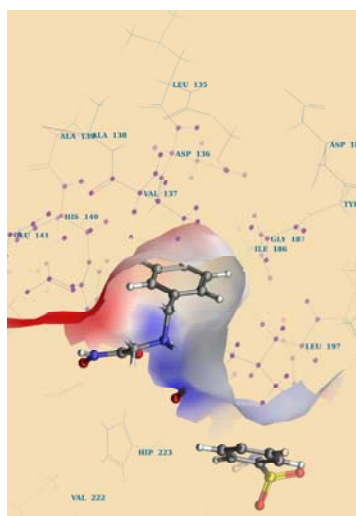 LEU 135
ALA 139
ALA 138
ASP 136
VAL 137
HIS 140
GLY 187
ILE 186
LEU 197
HIP 223
VAL 222